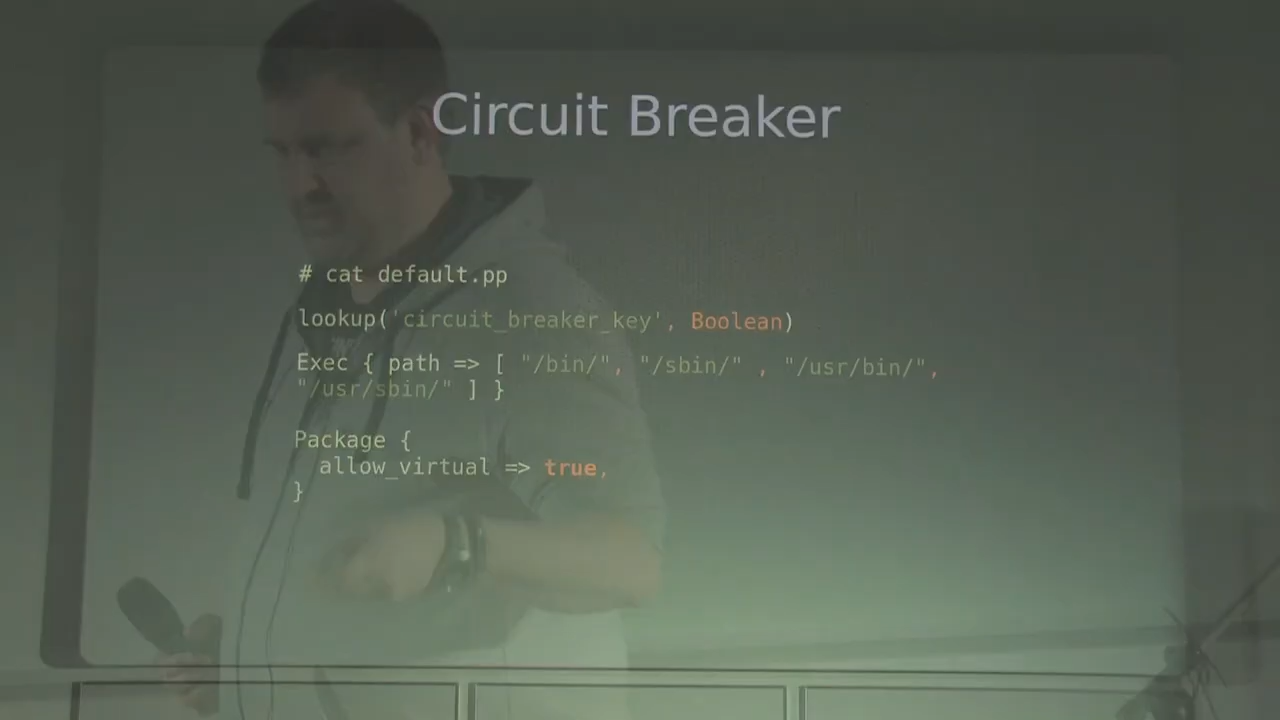 Circuit Breaker
# cat default.pp
lookup('circuit_breaker_key', Boolean)
Exec { path => [ "/bin/", "/sbin/" , "/usr/bin/",
"/usr/sbin/" ] }
Package {
  allow_virtual => true,
}